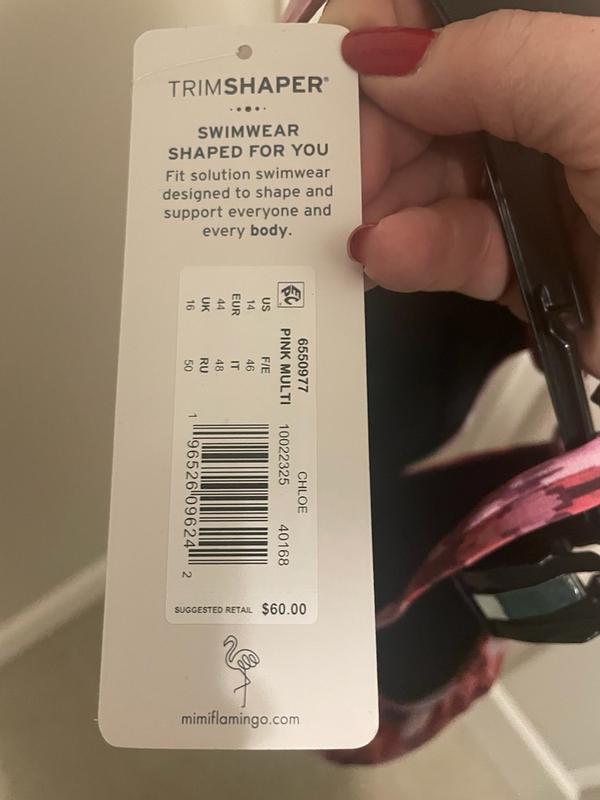 TRIMSHAPER®
SWIMWEAR
SHAPED FOR YOU
Fit solution swimwear
designed to shape and
support everyone and
every body.
6550977 CHLOE
PINK MULTI 10022325 40168
US F/E
14 46
EUR IT
44 48
UK RU
16 50
1 96526 09624 2
SUGGESTED RETAIL $60.00
mimiflamingo.com